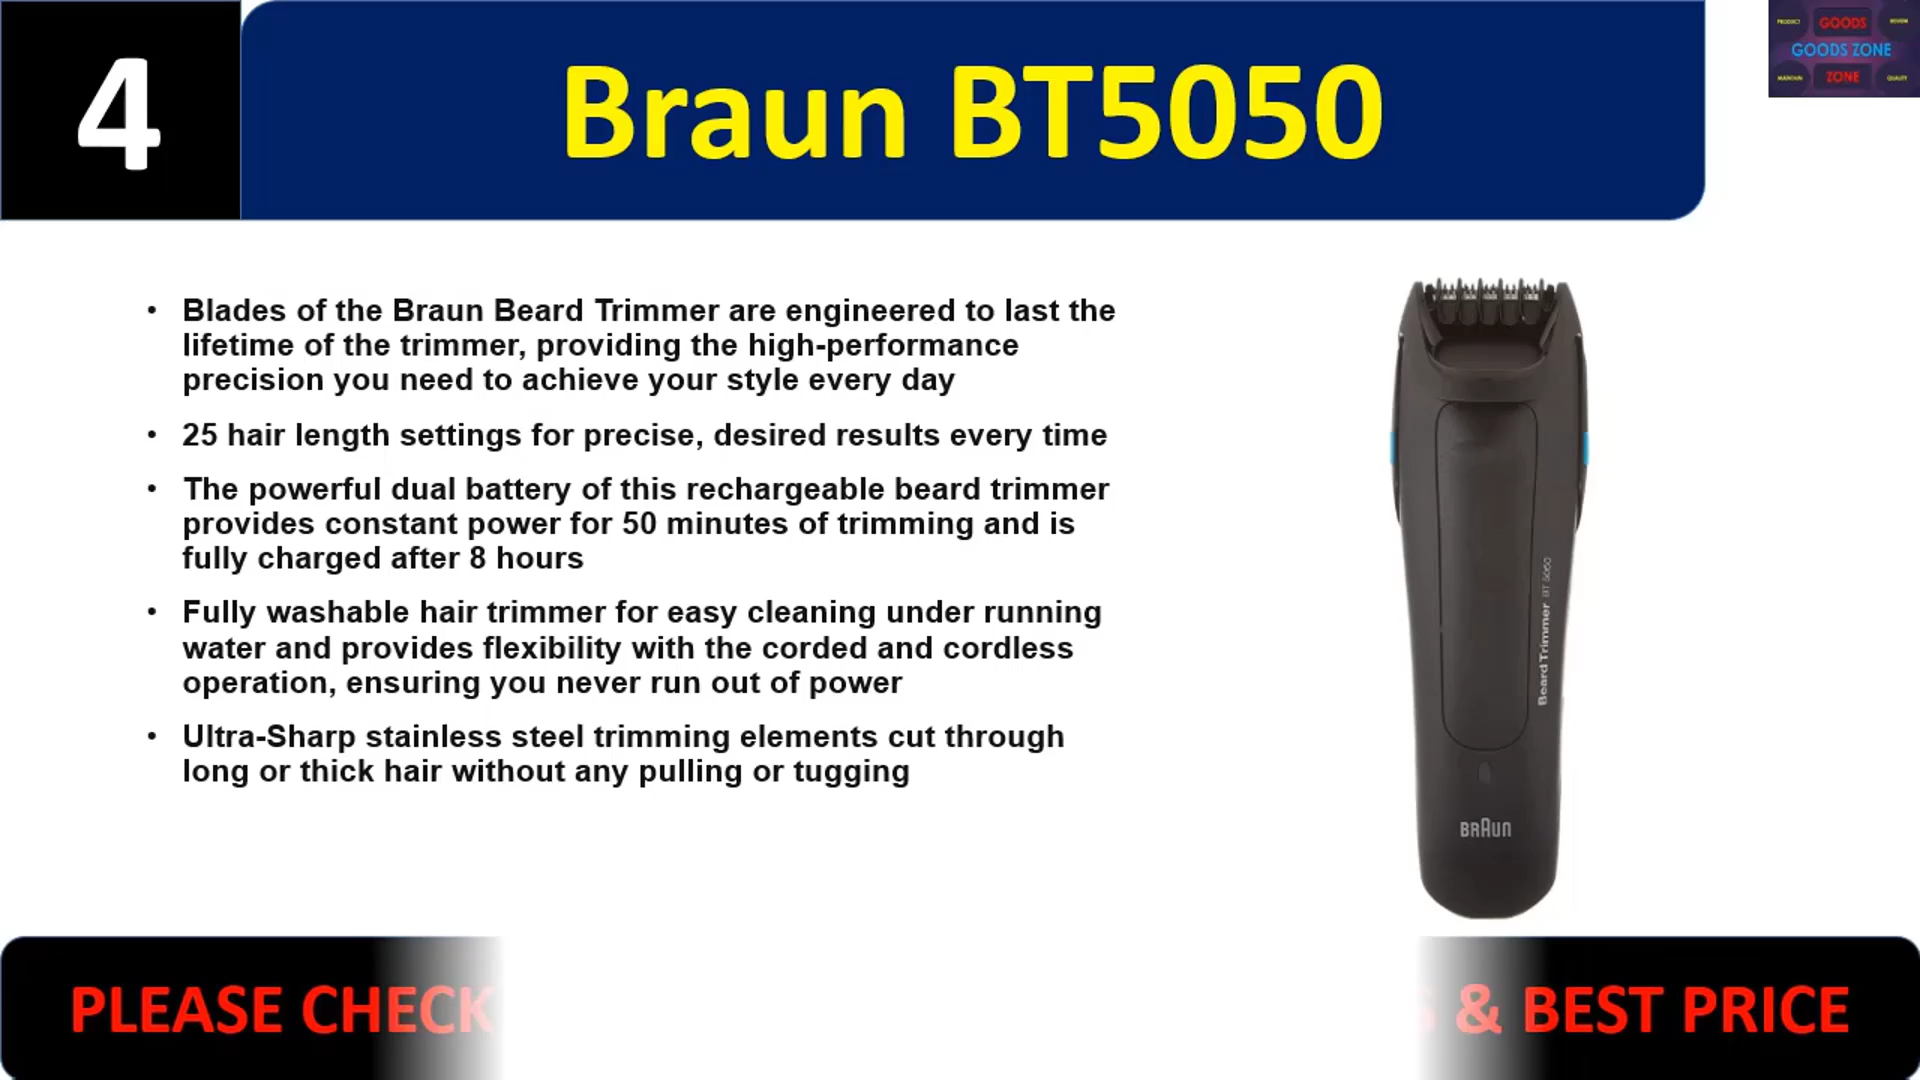 4
Braun BT5050
PRODUCT
GOODS
REVIEW
GOODS ZONE
MAINTAIN
ZONE
QUALITY
• Blades of the Braun Beard Trimmer are engineered to last the
lifetime of the trimmer, providing the high-performance
precision you need to achieve your style every day
• 25 hair length settings for precise, desired results every time
• The powerful dual battery of this rechargeable beard trimmer
provides constant power for 50 minutes of trimming and is
fully charged after 8 hours
• Fully washable hair trimmer for easy cleaning under running
water and provides flexibility with the corded and cordless
operation, ensuring you never run out of power
• Ultra-Sharp stainless steel trimming elements cut through
long or thick hair without any pulling or tugging
Beard Trimmer BT 5050
BRAUN
PLEASE CHECK
& BEST PRICE